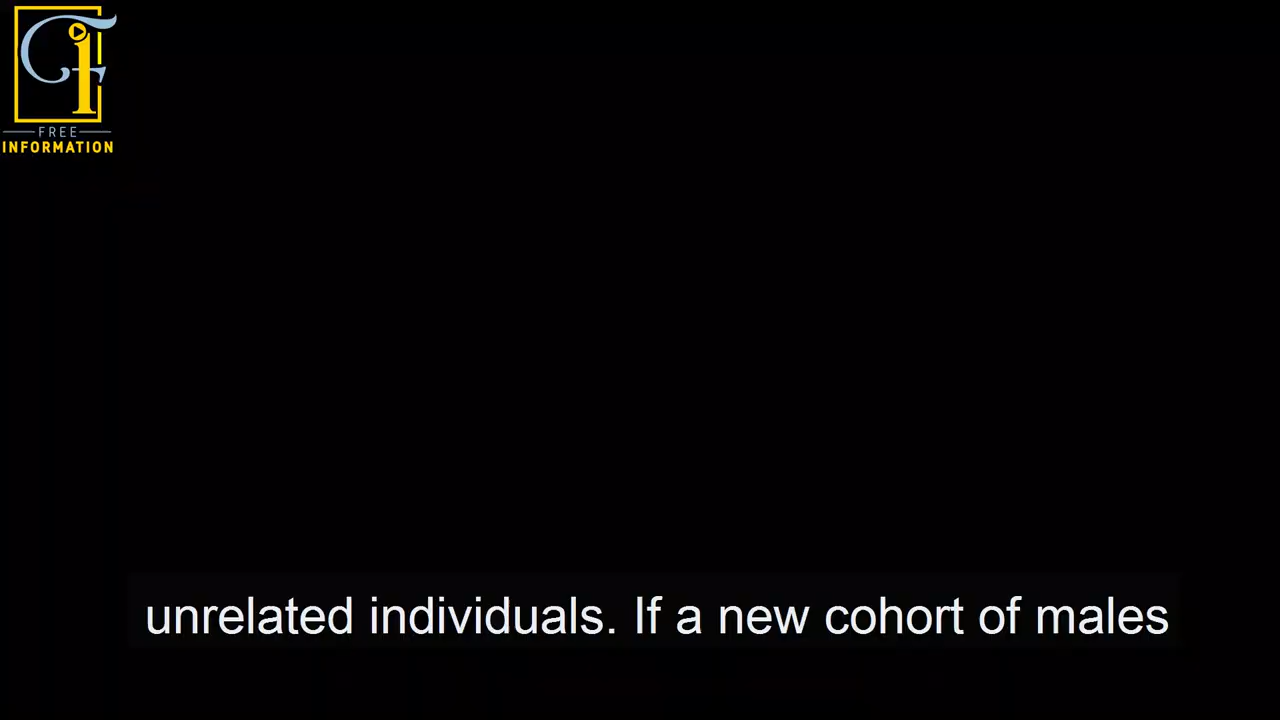 FREE
INFORMATION
unrelated individuals. If a new cohort of males